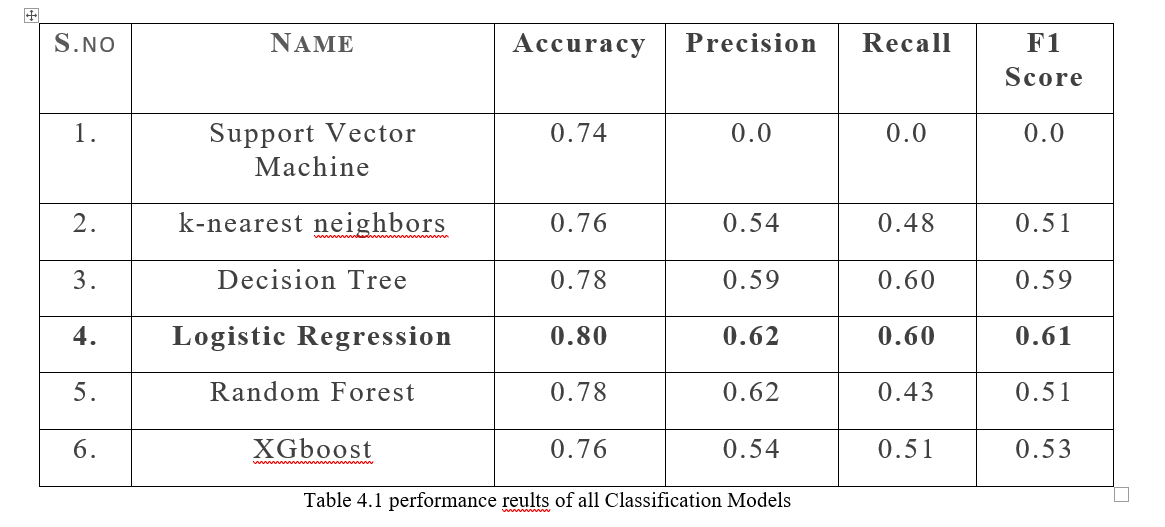 S.NO NAME Accuracy Precision Recall F1
Score
1. Support Vector 0.74 0.0 0.0 0.0
Machine
2. k-nearest neighbors 0.76 0.54 0.48 0.51
3. Decision Tree 0.78 0.59 0.60 0.59
4. Logistic Regression 0.80 0.62 0.60 0.61
5. Random Forest 0.78 0.62 0.43 0.51
6. XGboost 0.76 0.54 0.51 0.53
Table 4.1 performance reults of all Classification Models